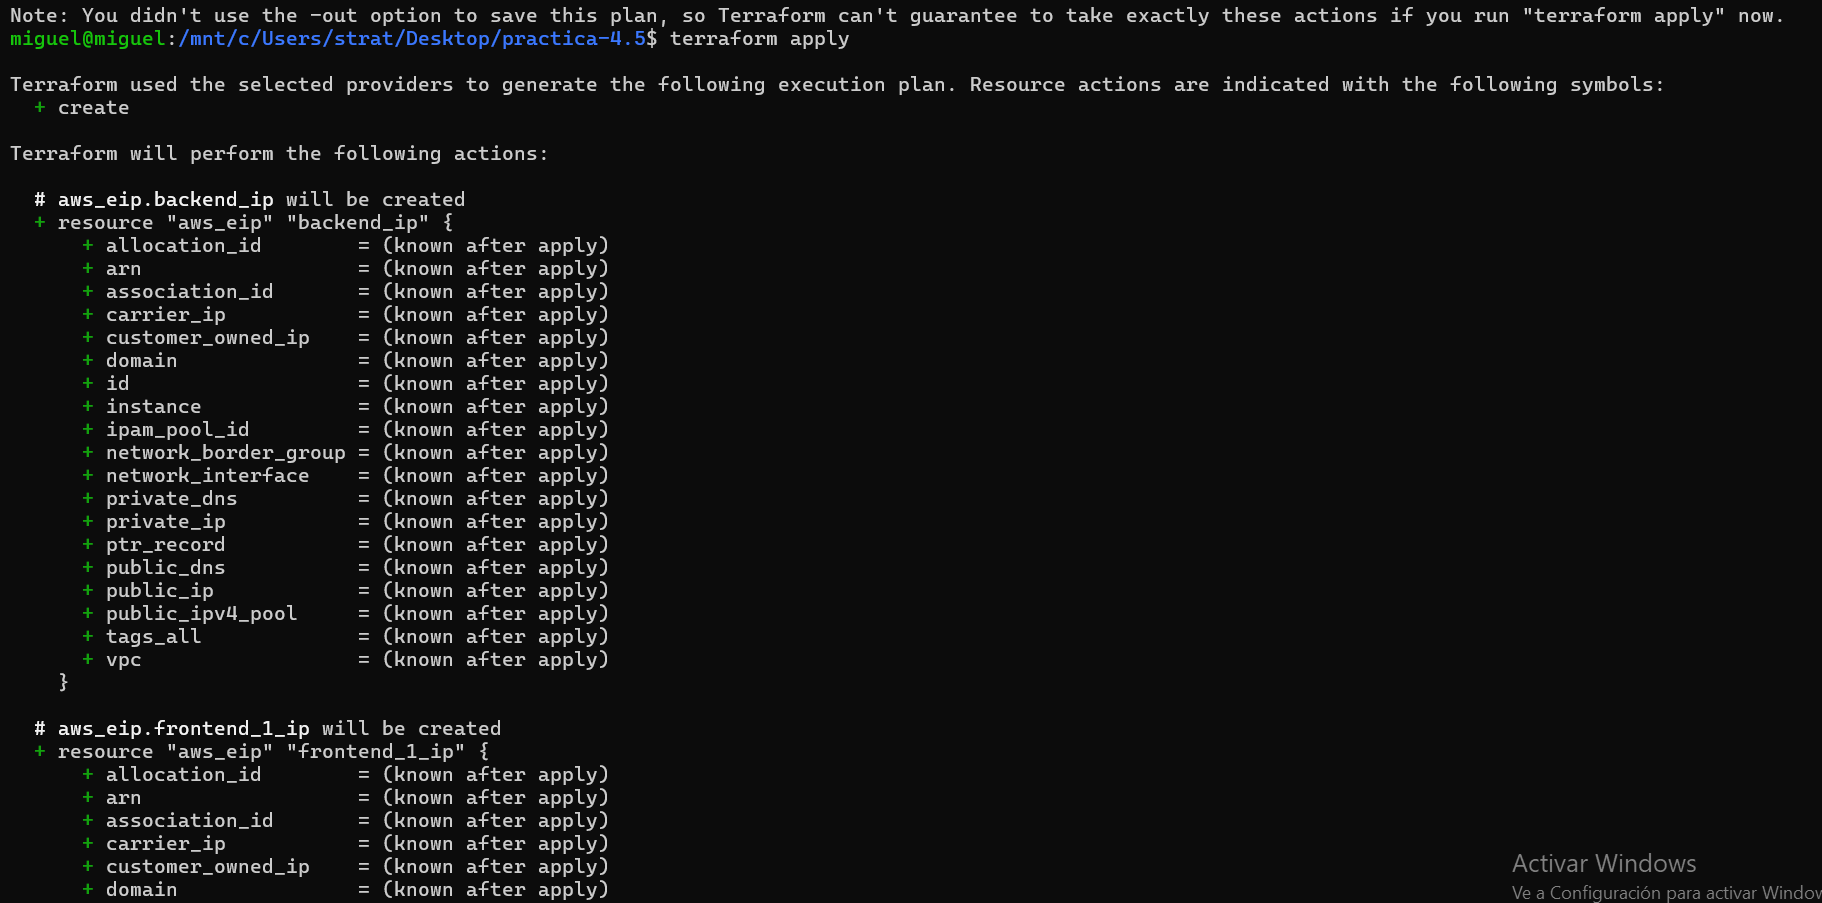 Note: You didn't use the -out option to save this plan, so Terraform can't guarantee to take exactly these actions if you run "terraform apply" now.
miguel@miguel:/mnt/c/Users/strat/Desktop/practica-4.5$ terraform apply
Terraform used the selected providers to generate the following execution plan. Resource actions are indicated with the following symbols:
  + create
Terraform will perform the following actions:
  # aws_eip.backend_ip will be created
  + resource "aws_eip" "backend_ip" {
      + allocation_id        = (known after apply)
      + arn                  = (known after apply)
      + association_id       = (known after apply)
      + carrier_ip           = (known after apply)
      + customer_owned_ip    = (known after apply)
      + domain               = (known after apply)
      + id                   = (known after apply)
      + instance             = (known after apply)
      + ipam_pool_id         = (known after apply)
      + network_border_group = (known after apply)
      + network_interface    = (known after apply)
      + private_dns          = (known after apply)
      + private_ip           = (known after apply)
      + ptr_record           = (known after apply)
      + public_dns           = (known after apply)
      + public_ip            = (known after apply)
      + public_ipv4_pool     = (known after apply)
      + tags_all             = (known after apply)
      + vpc                  = (known after apply)
    }
  # aws_eip.frontend_1_ip will be created
  + resource "aws_eip" "frontend_1_ip" {
      + allocation_id        = (known after apply)
      + arn                  = (known after apply)
      + association_id       = (known after apply)
      + carrier_ip           = (known after apply)
      + customer_owned_ip    = (known after apply)
      + domain               = (known after apply)
Activar Windows
Ve a Configuración para activar Window